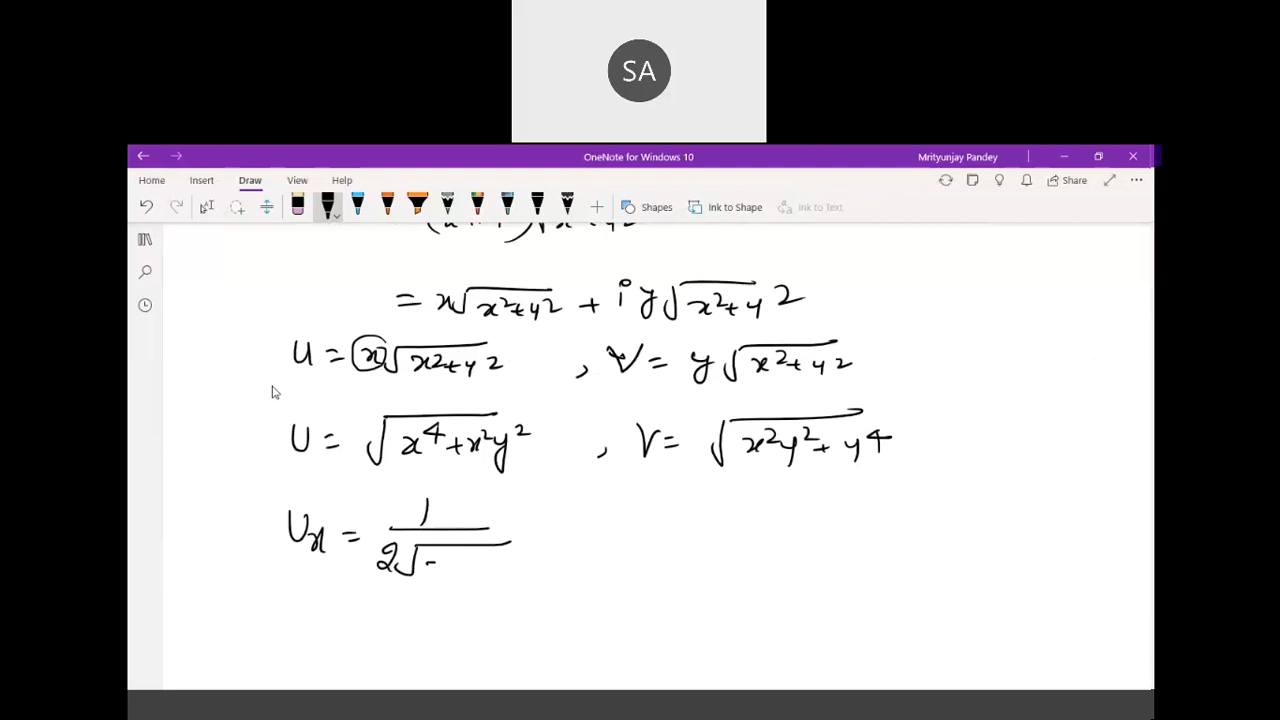 SA
OneNote for Windows 10
Mrityunjay Pandey
Home Insert Draw View Help
Share
Shapes Ink to Shape Ink to Text
= x√(x²+y²) + i y√(x²+y²)
U = x√(x²+y²) , V = y√(x²+y²)
U = √(x⁴+x²y²) , V = √(x²y²+y⁴)
Uₓ = 1/(2√-